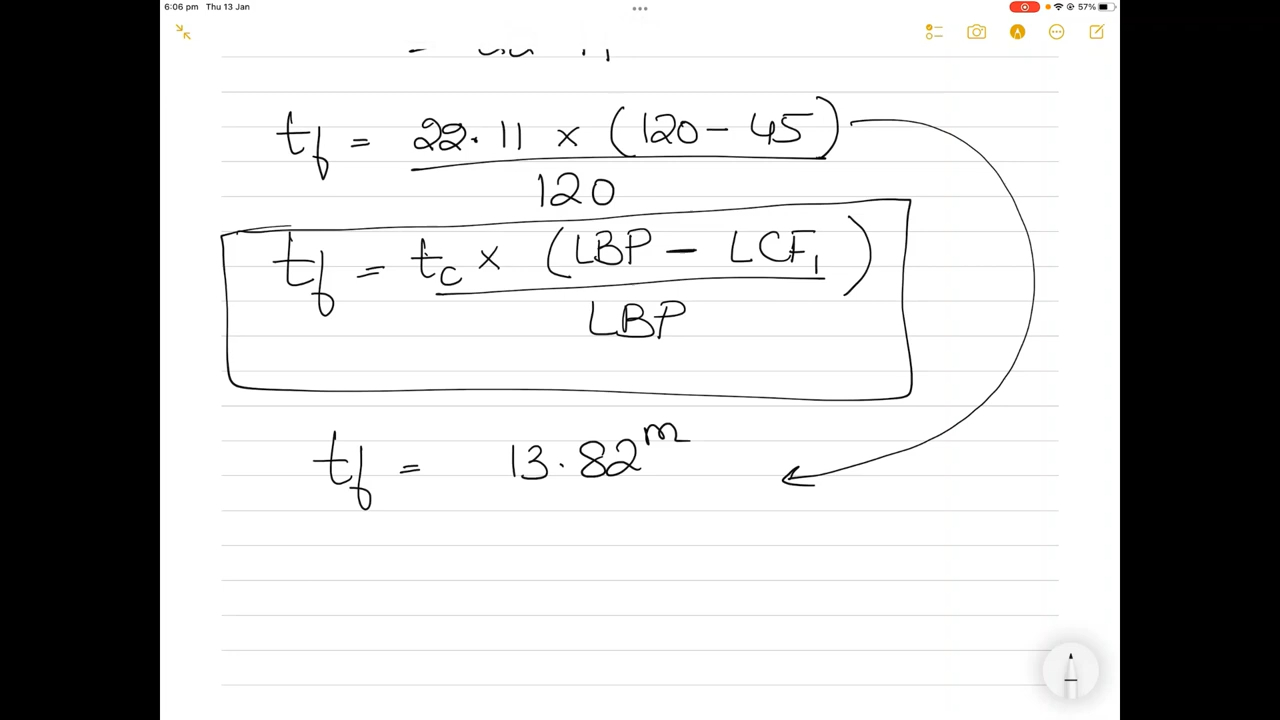 6:06 pm Thu 13 Jan
57%
tf = 22.11 × (120 - 45)
120
tf = tc × (LBP - LCF1)
LBP
tf = 13.82 m